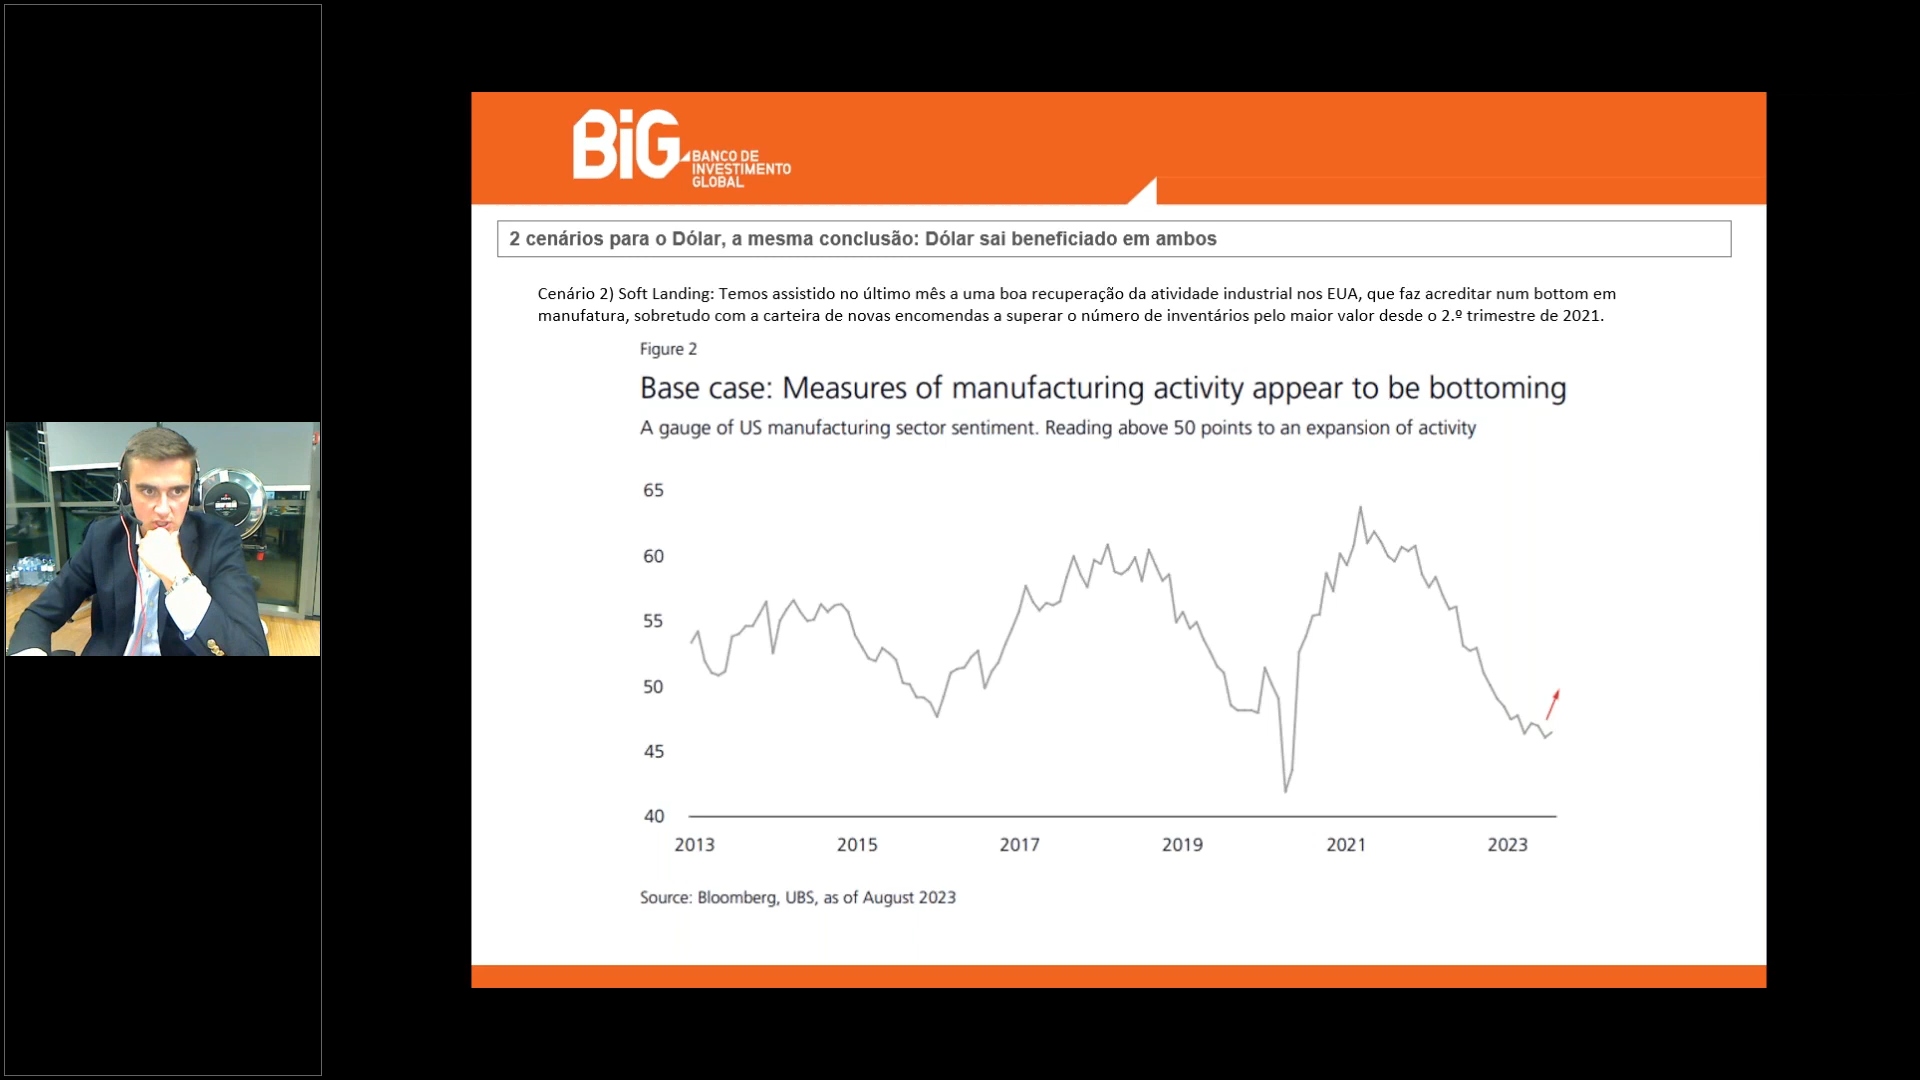 BiG
BANCO DE
INVESTIMENTO
GLOBAL
2 cenários para o Dólar, a mesma conclusão: Dólar sai beneficiado em ambos
Cenário 2) Soft Landing: Temos assistido no último mês a uma boa recuperação da atividade industrial nos EUA, que faz acreditar num bottom em
manufatura, sobretudo com a carteira de novas encomendas a superar o número de inventários pelo maior valor desde o 2.º trimestre de 2021.
Figure 2
Base case: Measures of manufacturing activity appear to be bottoming
A gauge of US manufacturing sector sentiment. Reading above 50 points to an expansion of activity
65
60
55
50
45
40
2013 2015 2017 2019 2021 2023
Source: Bloomberg, UBS, as of August 2023